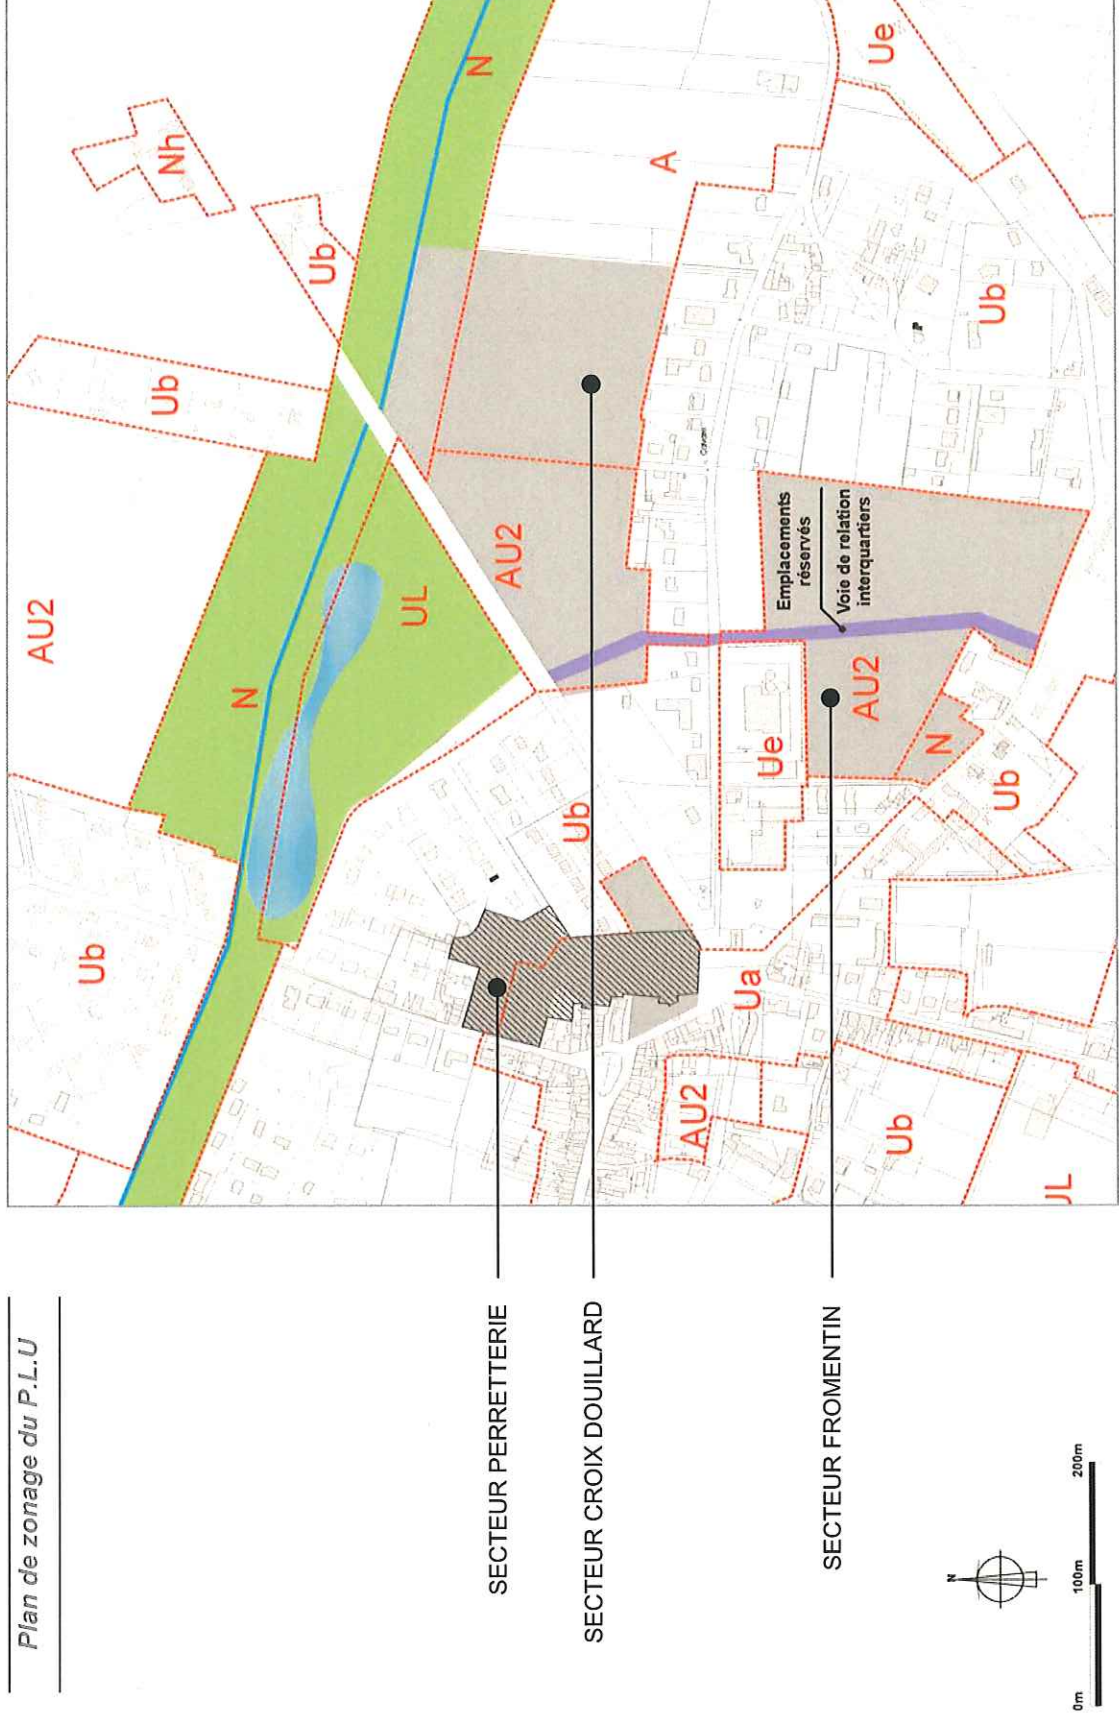 Plan de zonage du P.L.U
SECTEUR PERRETTERIE
SECTEUR CROIX DOUILLARD
SECTEUR FROMENTIN
N
0m
100m
200m
AU2
Ub
Nh
Ub
N
N
Ub
UL
AU2
A
Ue
Ub
Ub
Ue
AU2
Emplacements
réservés
Voie de relation
interquartiers
N
Ub
Ua
AU2
Ub
JL